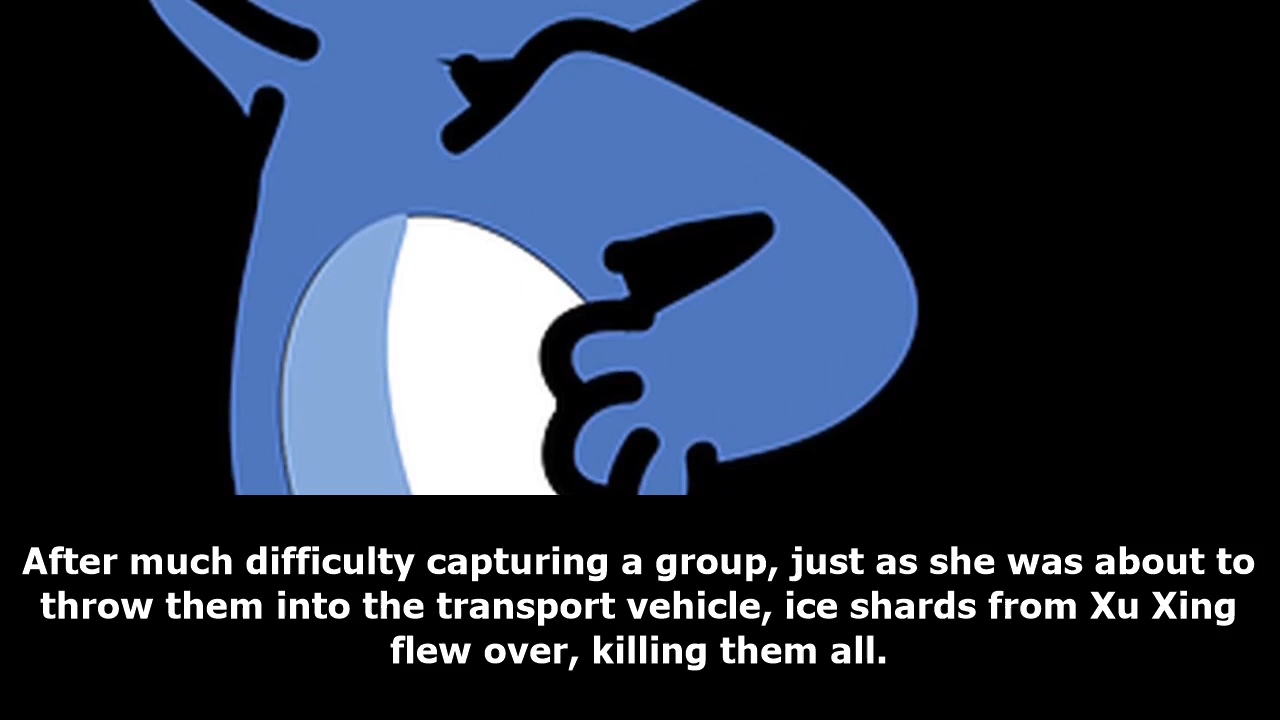 After much difficulty capturing a group, just as she was about to
throw them into the transport vehicle, ice shards from Xu Xing
flew over, killing them all.